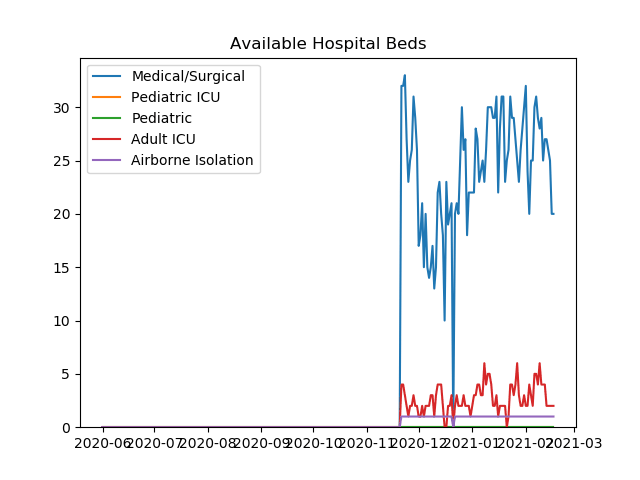 Available Hospital Beds
Medical/Surgical
Pediatric ICU
Pediatric
Adult ICU
Airborne Isolation
30
25
20
15
10
5
0
2020-06 2020-07 2020-08 2020-09 2020-10 2020-11 2020-12 2021-01 2021-02 2021-03